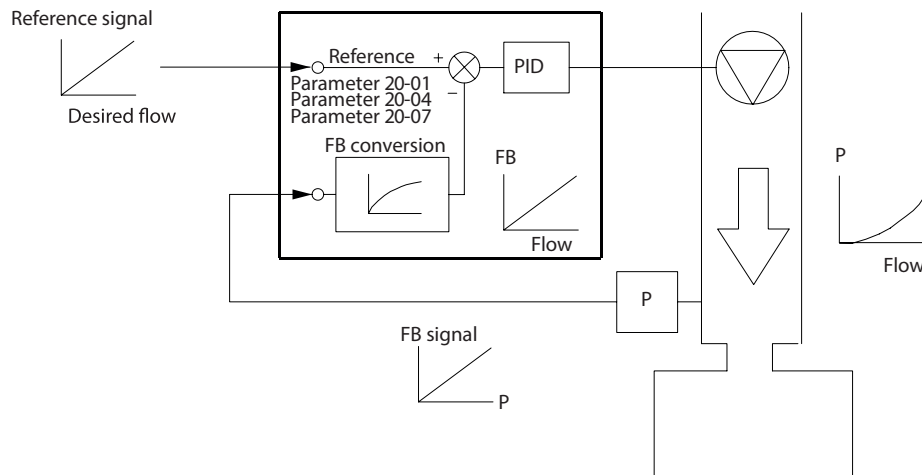 Reference signal
Desired flow
Reference
+
−
Parameter 20-01
Parameter 20-04
Parameter 20-07
PID
FB conversion
FB
Flow
P
Flow
P
FB signal
P